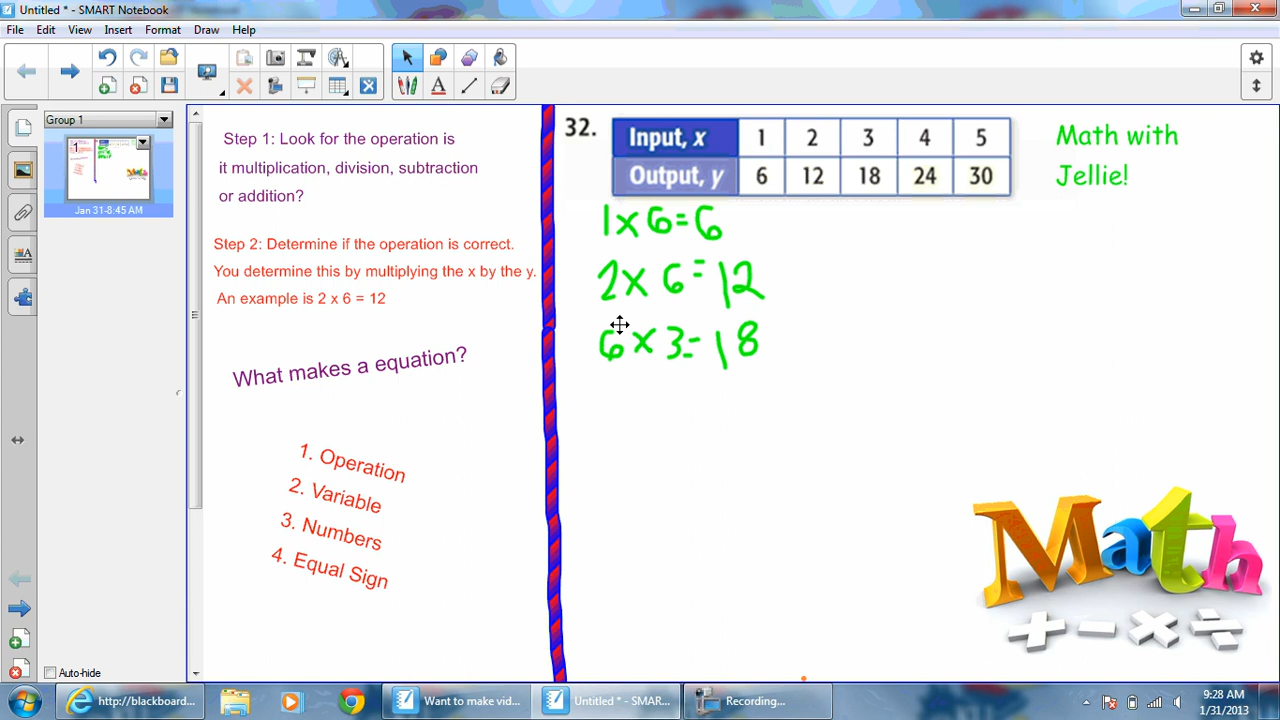 Untitled * - SMART Notebook
File Edit View Insert Format Draw Help
Group 1
1
Jan 31-8:45 AM
Auto-hide
Step 1: Look for the operation is
it multiplication, division, subtraction
or addition?
Step 2: Determine if the operation is correct.
You determine this by multiplying the x by the y.
An example is 2 x 6 = 12
What makes a equation?
1. Operation
2. Variable
3. Numbers
4. Equal Sign
32.
Input, x 1 2 3 4 5
Output, y 6 12 18 24 30
1x6=6
2x 6=12
6x3=18
Math with
Jellie!
Math
+ − × ÷
http://blackboard... Want to make vid... Untitled * - SMAR... Recording...
9:28 AM
1/31/2013